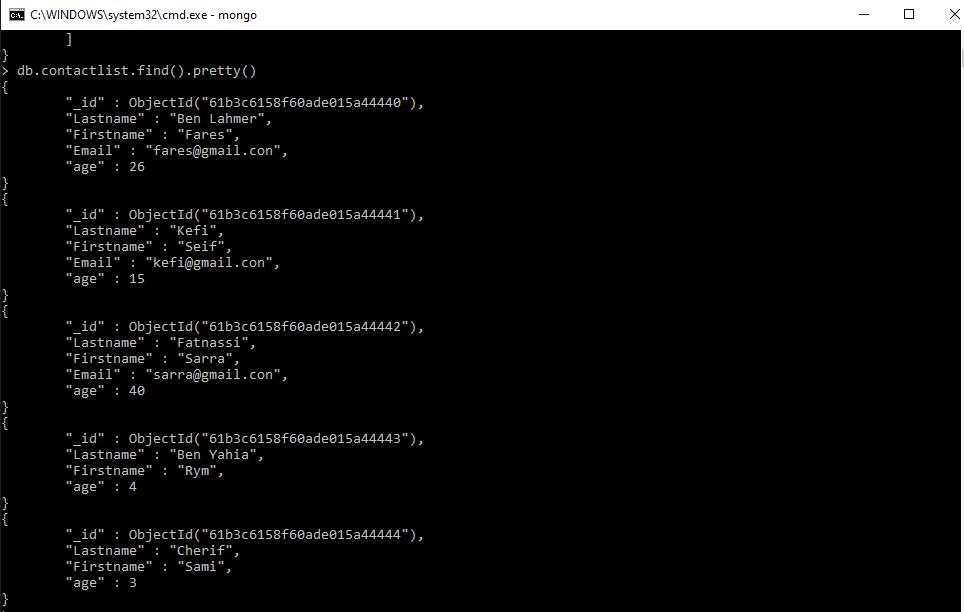 C:\WINDOWS\system32\cmd.exe - mongo
]
}
> db.contactlist.find().pretty()
{
"_id" : ObjectId("61b3c6158f60ade015a44440"),
"Lastname" : "Ben Lahmer",
"Firstname" : "Fares",
"Email" : "fares@gmail.con",
"age" : 26
}
{
"_id" : ObjectId("61b3c6158f60ade015a44441"),
"Lastname" : "Kefi",
"Firstname" : "Seif",
"Email" : "kefi@gmail.con",
"age" : 15
}
{
"_id" : ObjectId("61b3c6158f60ade015a44442"),
"Lastname" : "Fatnassi",
"Firstname" : "Sarra",
"Email" : "sarra@gmail.con",
"age" : 40
}
{
"_id" : ObjectId("61b3c6158f60ade015a44443"),
"Lastname" : "Ben Yahia",
"Firstname" : "Rym",
"age" : 4
}
{
"_id" : ObjectId("61b3c6158f60ade015a44444"),
"Lastname" : "Cherif",
"Firstname" : "Sami",
"age" : 3
}